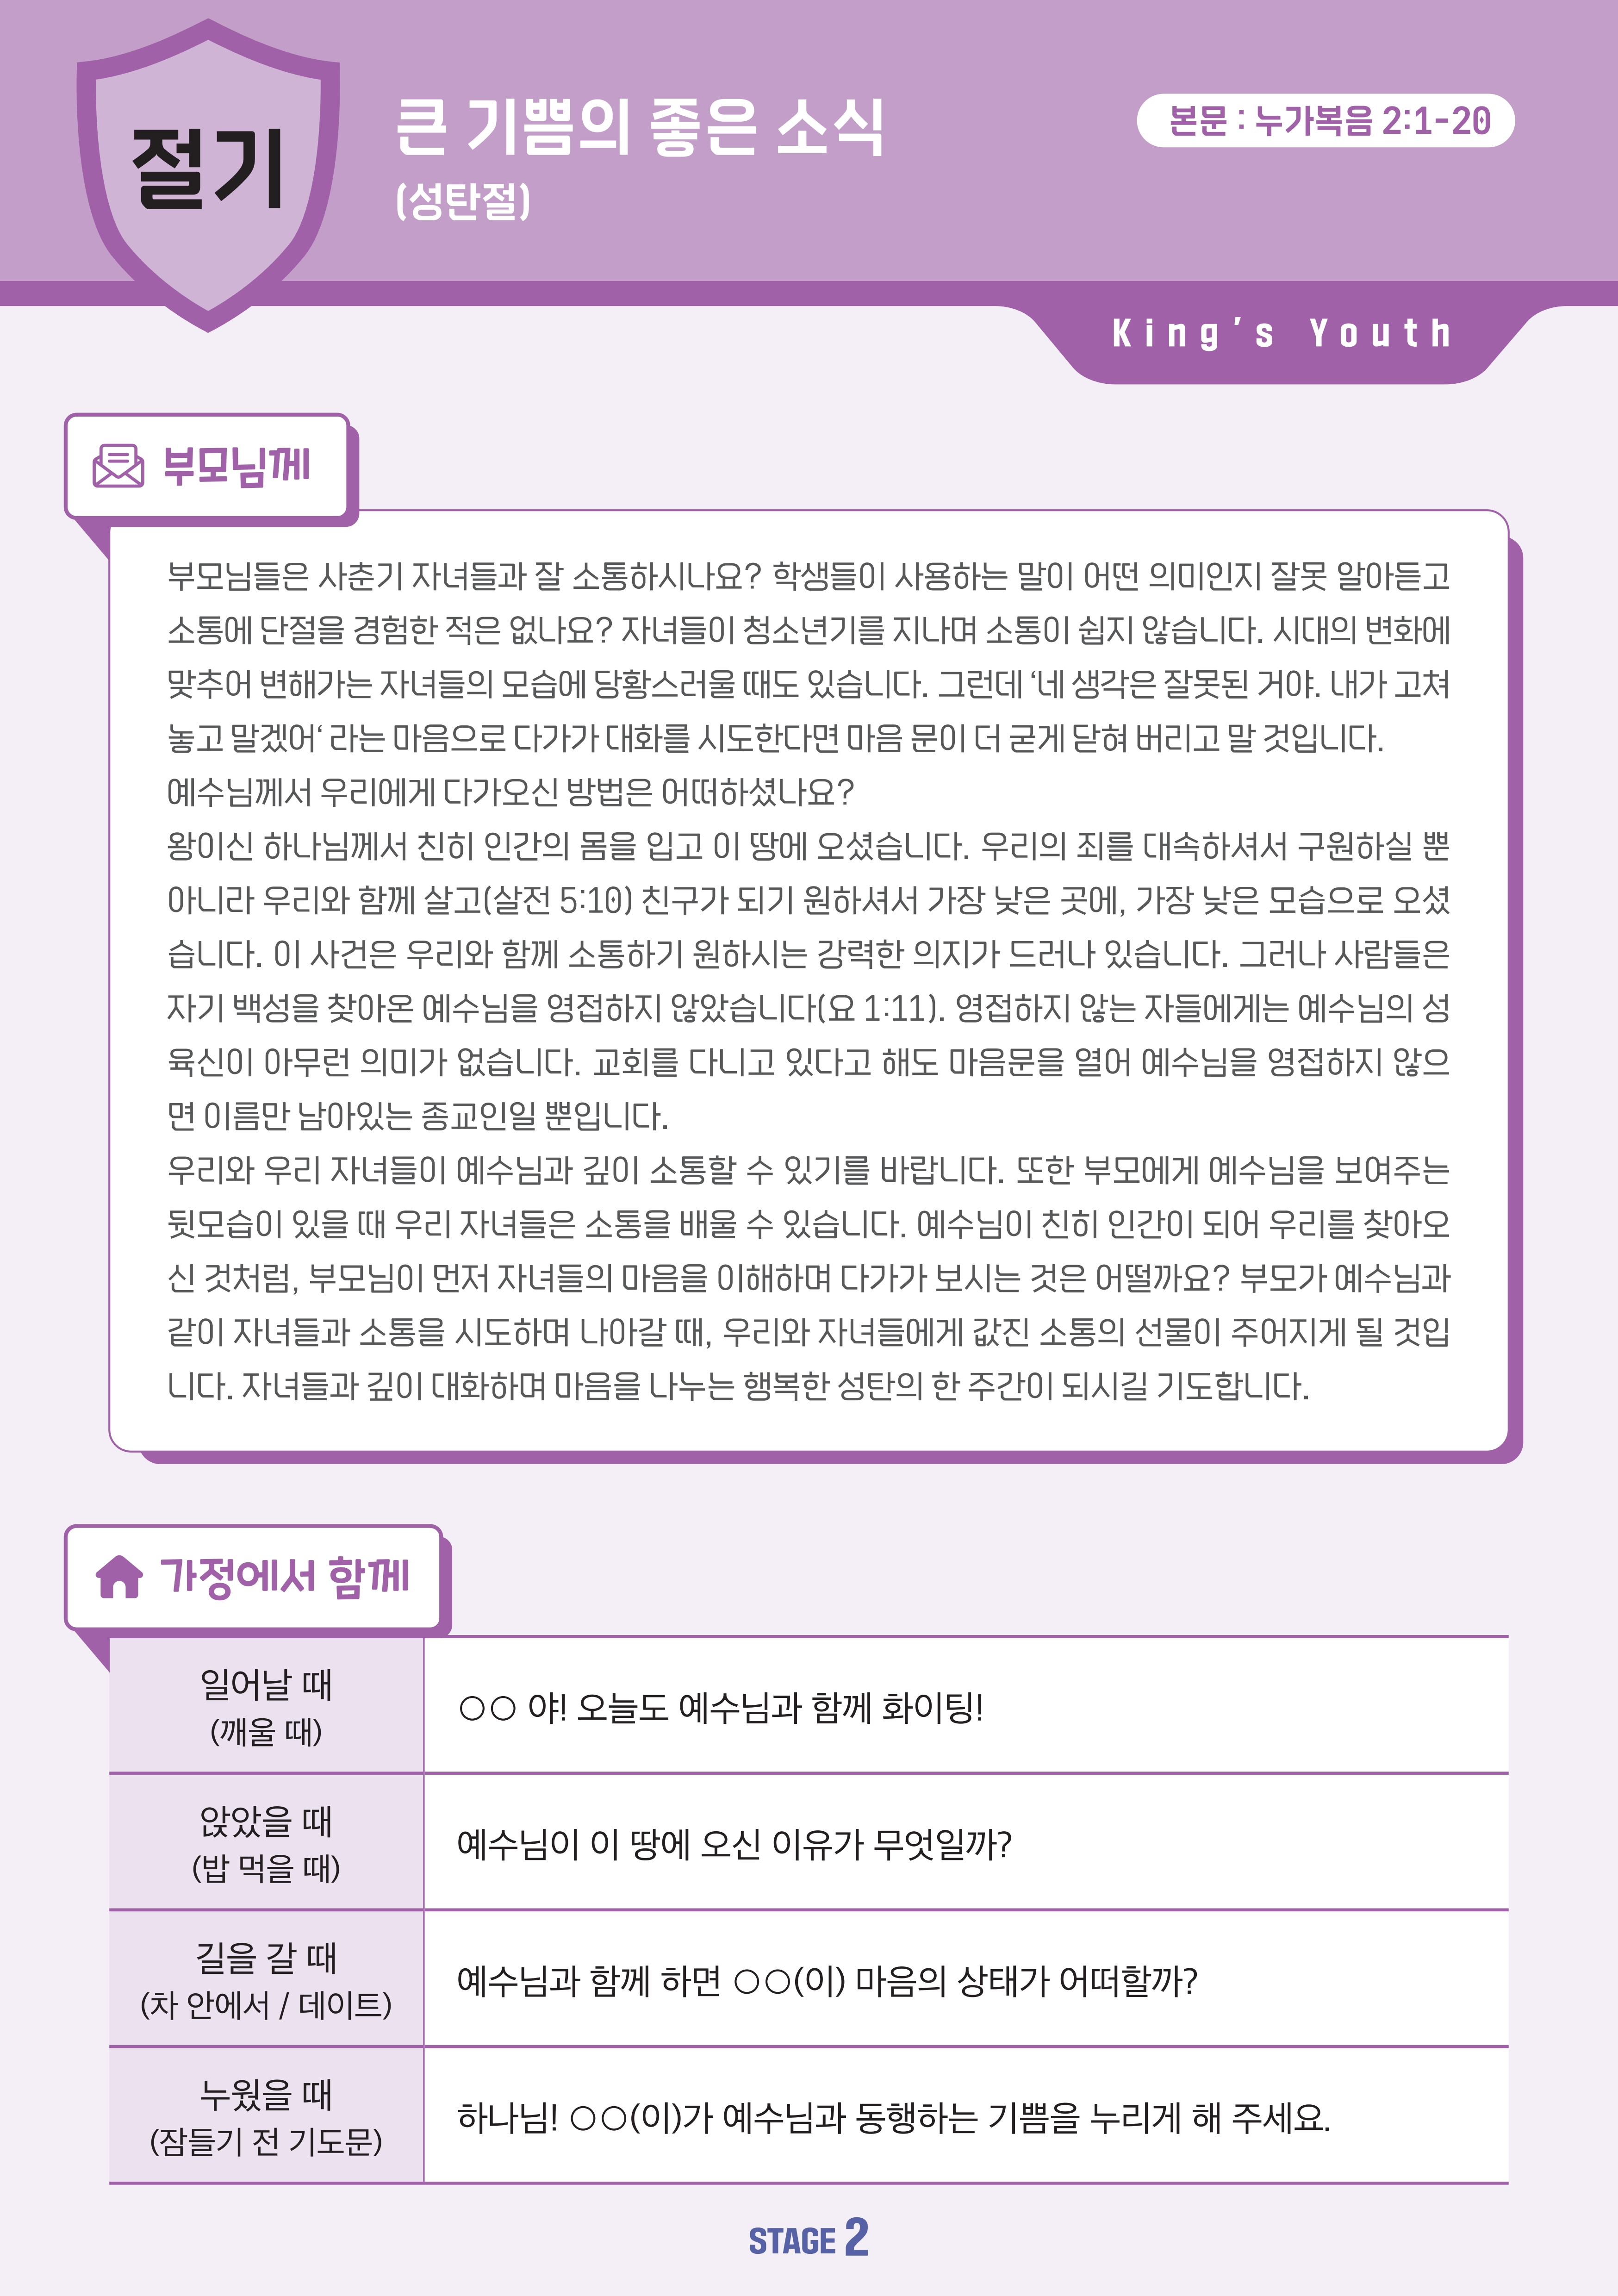 절기
큰 기쁨의 좋은 소식
(성탄절)
본문 : 누가복음 2:1-20
King's Youth
부모님께
부모님들은 사춘기 자녀들과 잘 소통하시나요? 학생들이 사용하는 말이 어떤 의미인지 잘못 알아듣고
소통에 단절을 경험한 적은 없나요? 자녀들이 청소년기를 지나며 소통이 쉽지 않습니다. 시대의 변화에
맞추어 변해가는 자녀들의 모습에 당황스러울 때도 있습니다. 그런데 ‘네 생각은 잘못된 거야. 내가 고쳐
놓고 말겠어‘ 라는 마음으로 다가가 대화를 시도한다면 마음 문이 더 굳게 닫혀 버리고 말 것입니다.
예수님께서 우리에게 다가오신 방법은 어떠하셨나요?
왕이신 하나님께서 친히 인간의 몸을 입고 이 땅에 오셨습니다. 우리의 죄를 대속하셔서 구원하실 뿐
아니라 우리와 함께 살고(살전 5:10) 친구가 되기 원하셔서 가장 낮은 곳에, 가장 낮은 모습으로 오셨
습니다. 이 사건은 우리와 함께 소통하기 원하시는 강력한 의지가 드러나 있습니다. 그러나 사람들은
자기 백성을 찾아온 예수님을 영접하지 않았습니다(요 1:11). 영접하지 않는 자들에게는 예수님의 성
육신이 아무런 의미가 없습니다. 교회를 다니고 있다고 해도 마음문을 열어 예수님을 영접하지 않으
면 이름만 남아있는 종교인일 뿐입니다.
우리와 우리 자녀들이 예수님과 깊이 소통할 수 있기를 바랍니다. 또한 부모에게 예수님을 보여주는
뒷모습이 있을 때 우리 자녀들은 소통을 배울 수 있습니다. 예수님이 친히 인간이 되어 우리를 찾아오
신 것처럼, 부모님이 먼저 자녀들의 마음을 이해하며 다가가 보시는 것은 어떨까요? 부모가 예수님과
같이 자녀들과 소통을 시도하며 나아갈 때, 우리와 자녀들에게 값진 소통의 선물이 주어지게 될 것입
니다. 자녀들과 깊이 대화하며 마음을 나누는 행복한 성탄의 한 주간이 되시길 기도합니다.
가정에서 함께
일어날 때
(깨울 때)
○○ 야! 오늘도 예수님과 함께 화이팅!
앉았을 때
(밥 먹을 때)
예수님이 이 땅에 오신 이유가 무엇일까?
길을 갈 때
(차 안에서 / 데이트)
예수님과 함께 하면 ○○(이) 마음의 상태가 어떠할까?
누웠을 때
(잠들기 전 기도문)
하나님! ○○(이)가 예수님과 동행하는 기쁨을 누리게 해 주세요.
STAGE 2